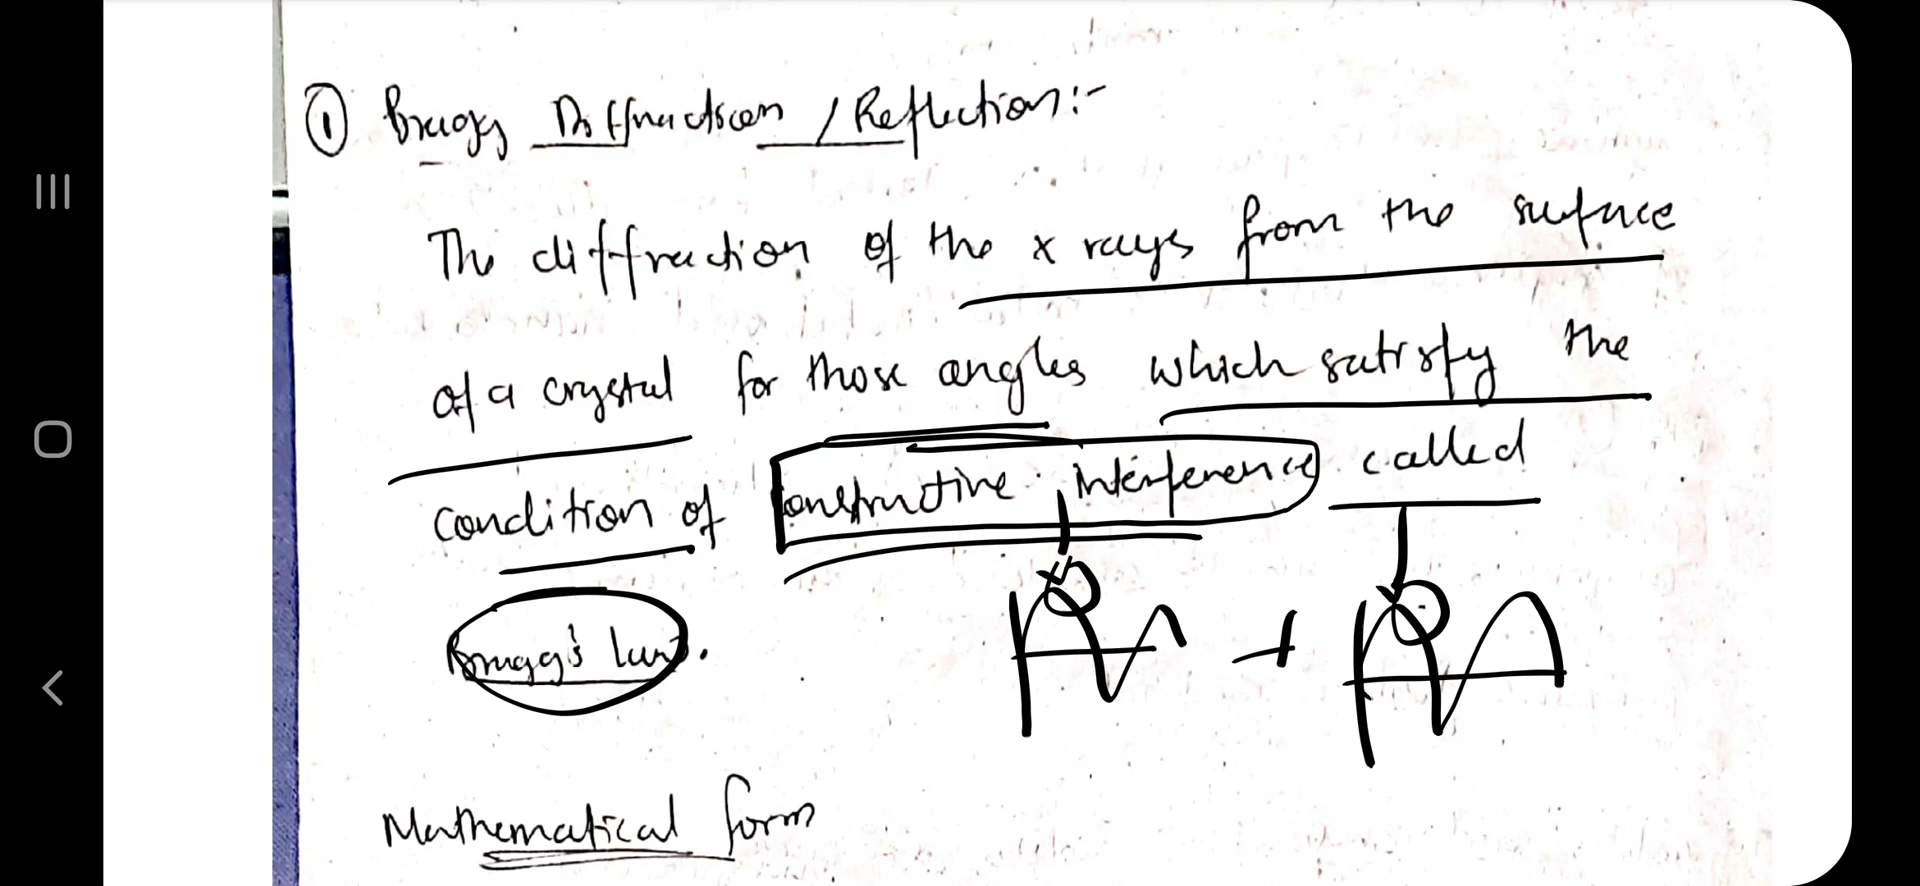 ① Bragg Diffraction / Reflection:-
The diffraction of the x rays from the surface
of a crystal for those angles which satisfy the
condition of constructive interference called
Bragg's law.
+
Mathematical form